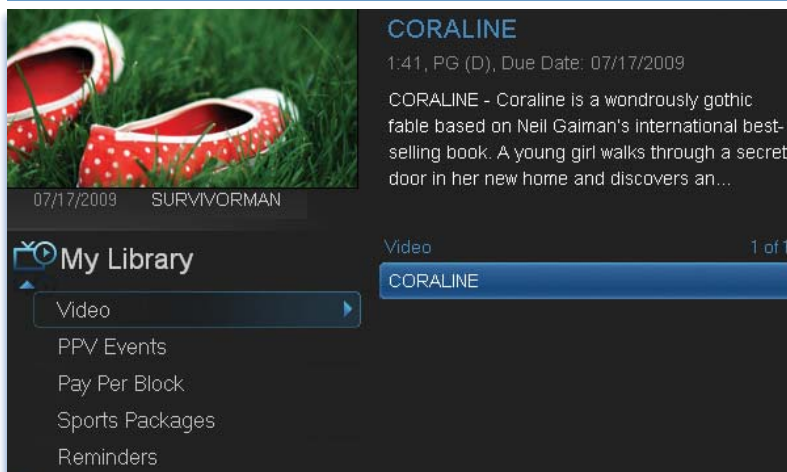 CORALINE
1:41, PG (D), Due Date: 07/17/2009
CORALINE - Coraline is a wondrously gothic
fable based on Neil Gaiman's international best-
selling book. A young girl walks through a secret
door in her new home and discovers an...
07/17/2009 SURVIVORMAN
My Library
Video
PPV Events
Pay Per Block
Sports Packages
Reminders
Video 1 of 1
CORALINE